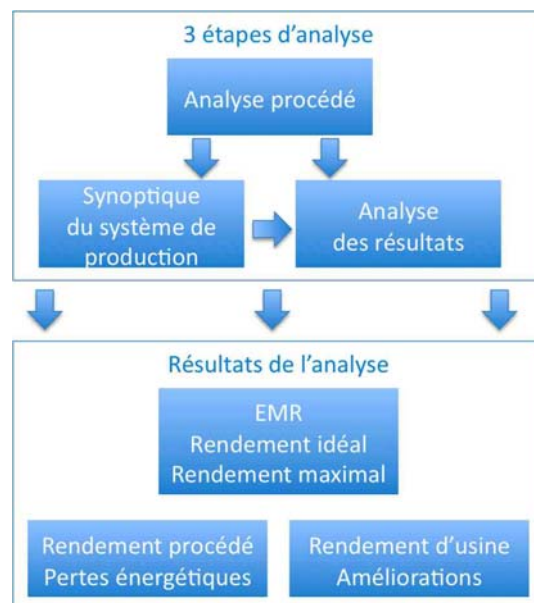 3 étapes d’analyse
Analyse procédé
Synoptique
du système de
production
Analyse
des résultats
Résultats de l’analyse
EMR
Rendement idéal
Rendement maximal
Rendement procédé
Pertes énergétiques
Rendement d’usine
Améliorations